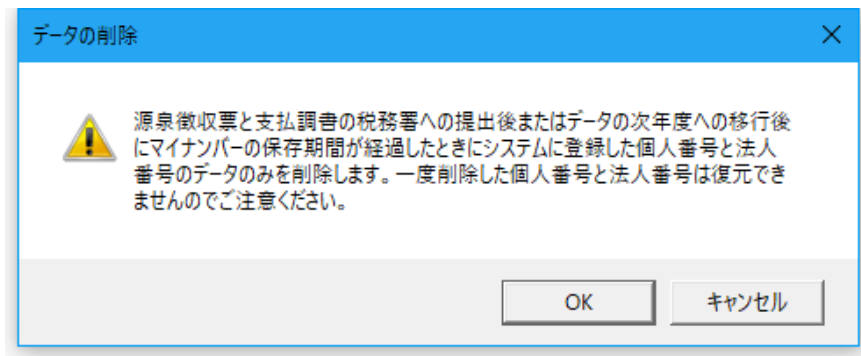 データの削除
源泉徴収票と支払調書の税務署への提出後またはデータの次年度への移行後
にマイナンバーの保存期間が経過したときにシステムに登録した個人番号と法人
番号のデータのみを削除します。一度削除した個人番号と法人番号は復元でき
ませんのでご注意ください。
OK
キャンセル